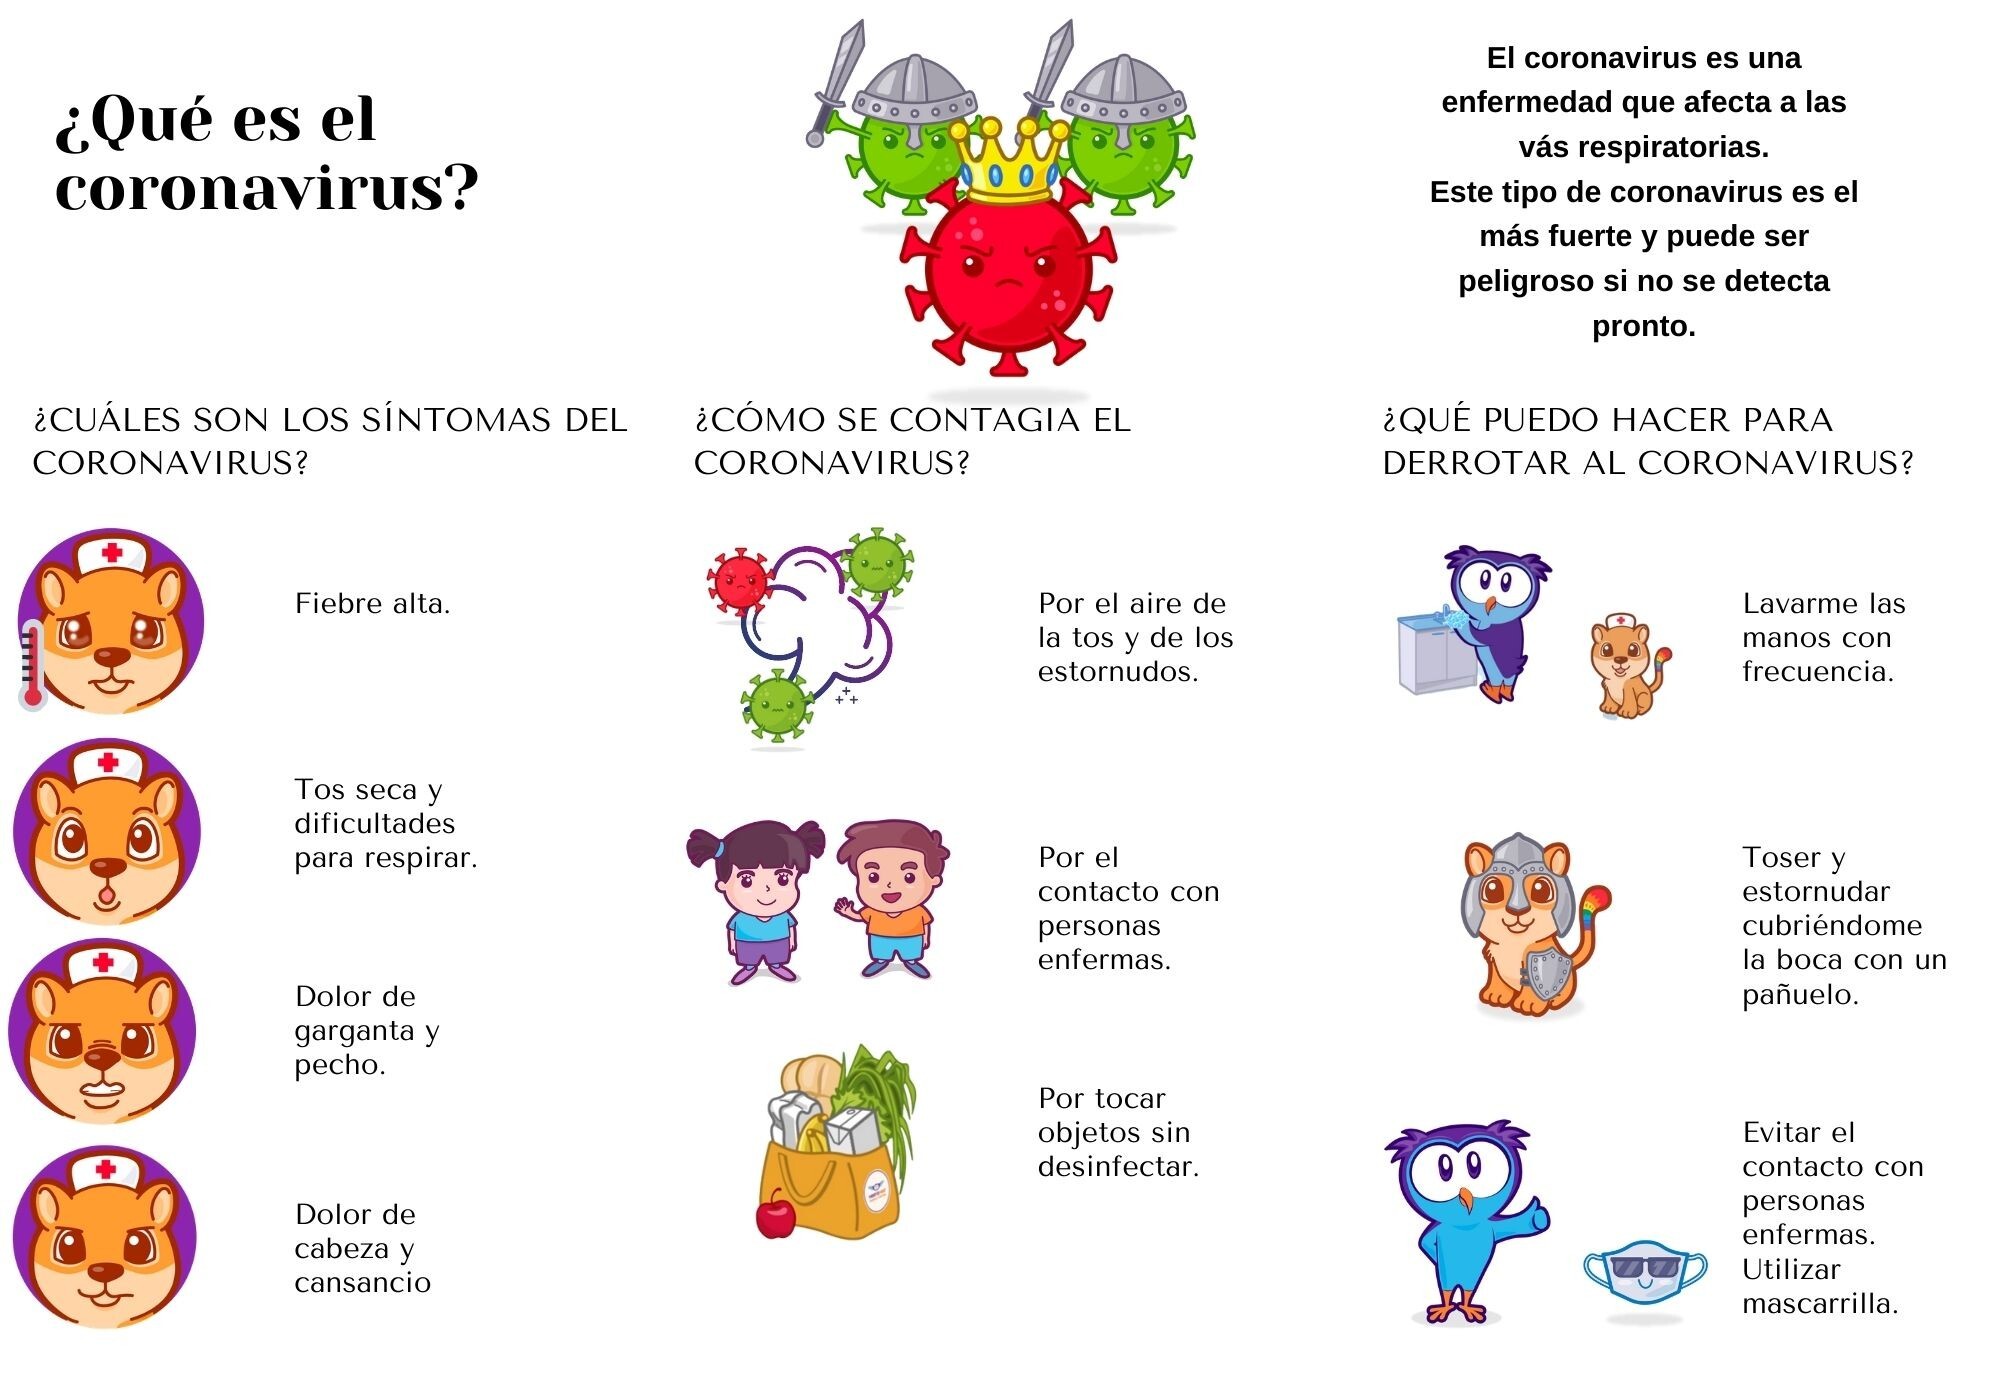 ¿Qué es el
coronavirus?
El coronavirus es una
enfermedad que afecta a las
vás respiratorias.
Este tipo de coronavirus es el
más fuerte y puede ser
peligroso si no se detecta
pronto.
¿CUÁLES SON LOS SÍNTOMAS DEL
CORONAVIRUS?
Fiebre alta.
Tos seca y
dificultades
para respirar.
Dolor de
garganta y
pecho.
Dolor de
cabeza y
cansancio
¿CÓMO SE CONTAGIA EL
CORONAVIRUS?
Por el aire de
la tos y de los
estornudos.
Por el
contacto con
personas
enfermas.
Por tocar
objetos sin
desinfectar.
¿QUÉ PUEDO HACER PARA
DERROTAR AL CORONAVIRUS?
Lavarme las
manos con
frecuencia.
Toser y
estornudar
cubriéndome
la boca con un
pañuelo.
Evitar el
contacto con
personas
enfermas.
Utilizar
mascarrilla.